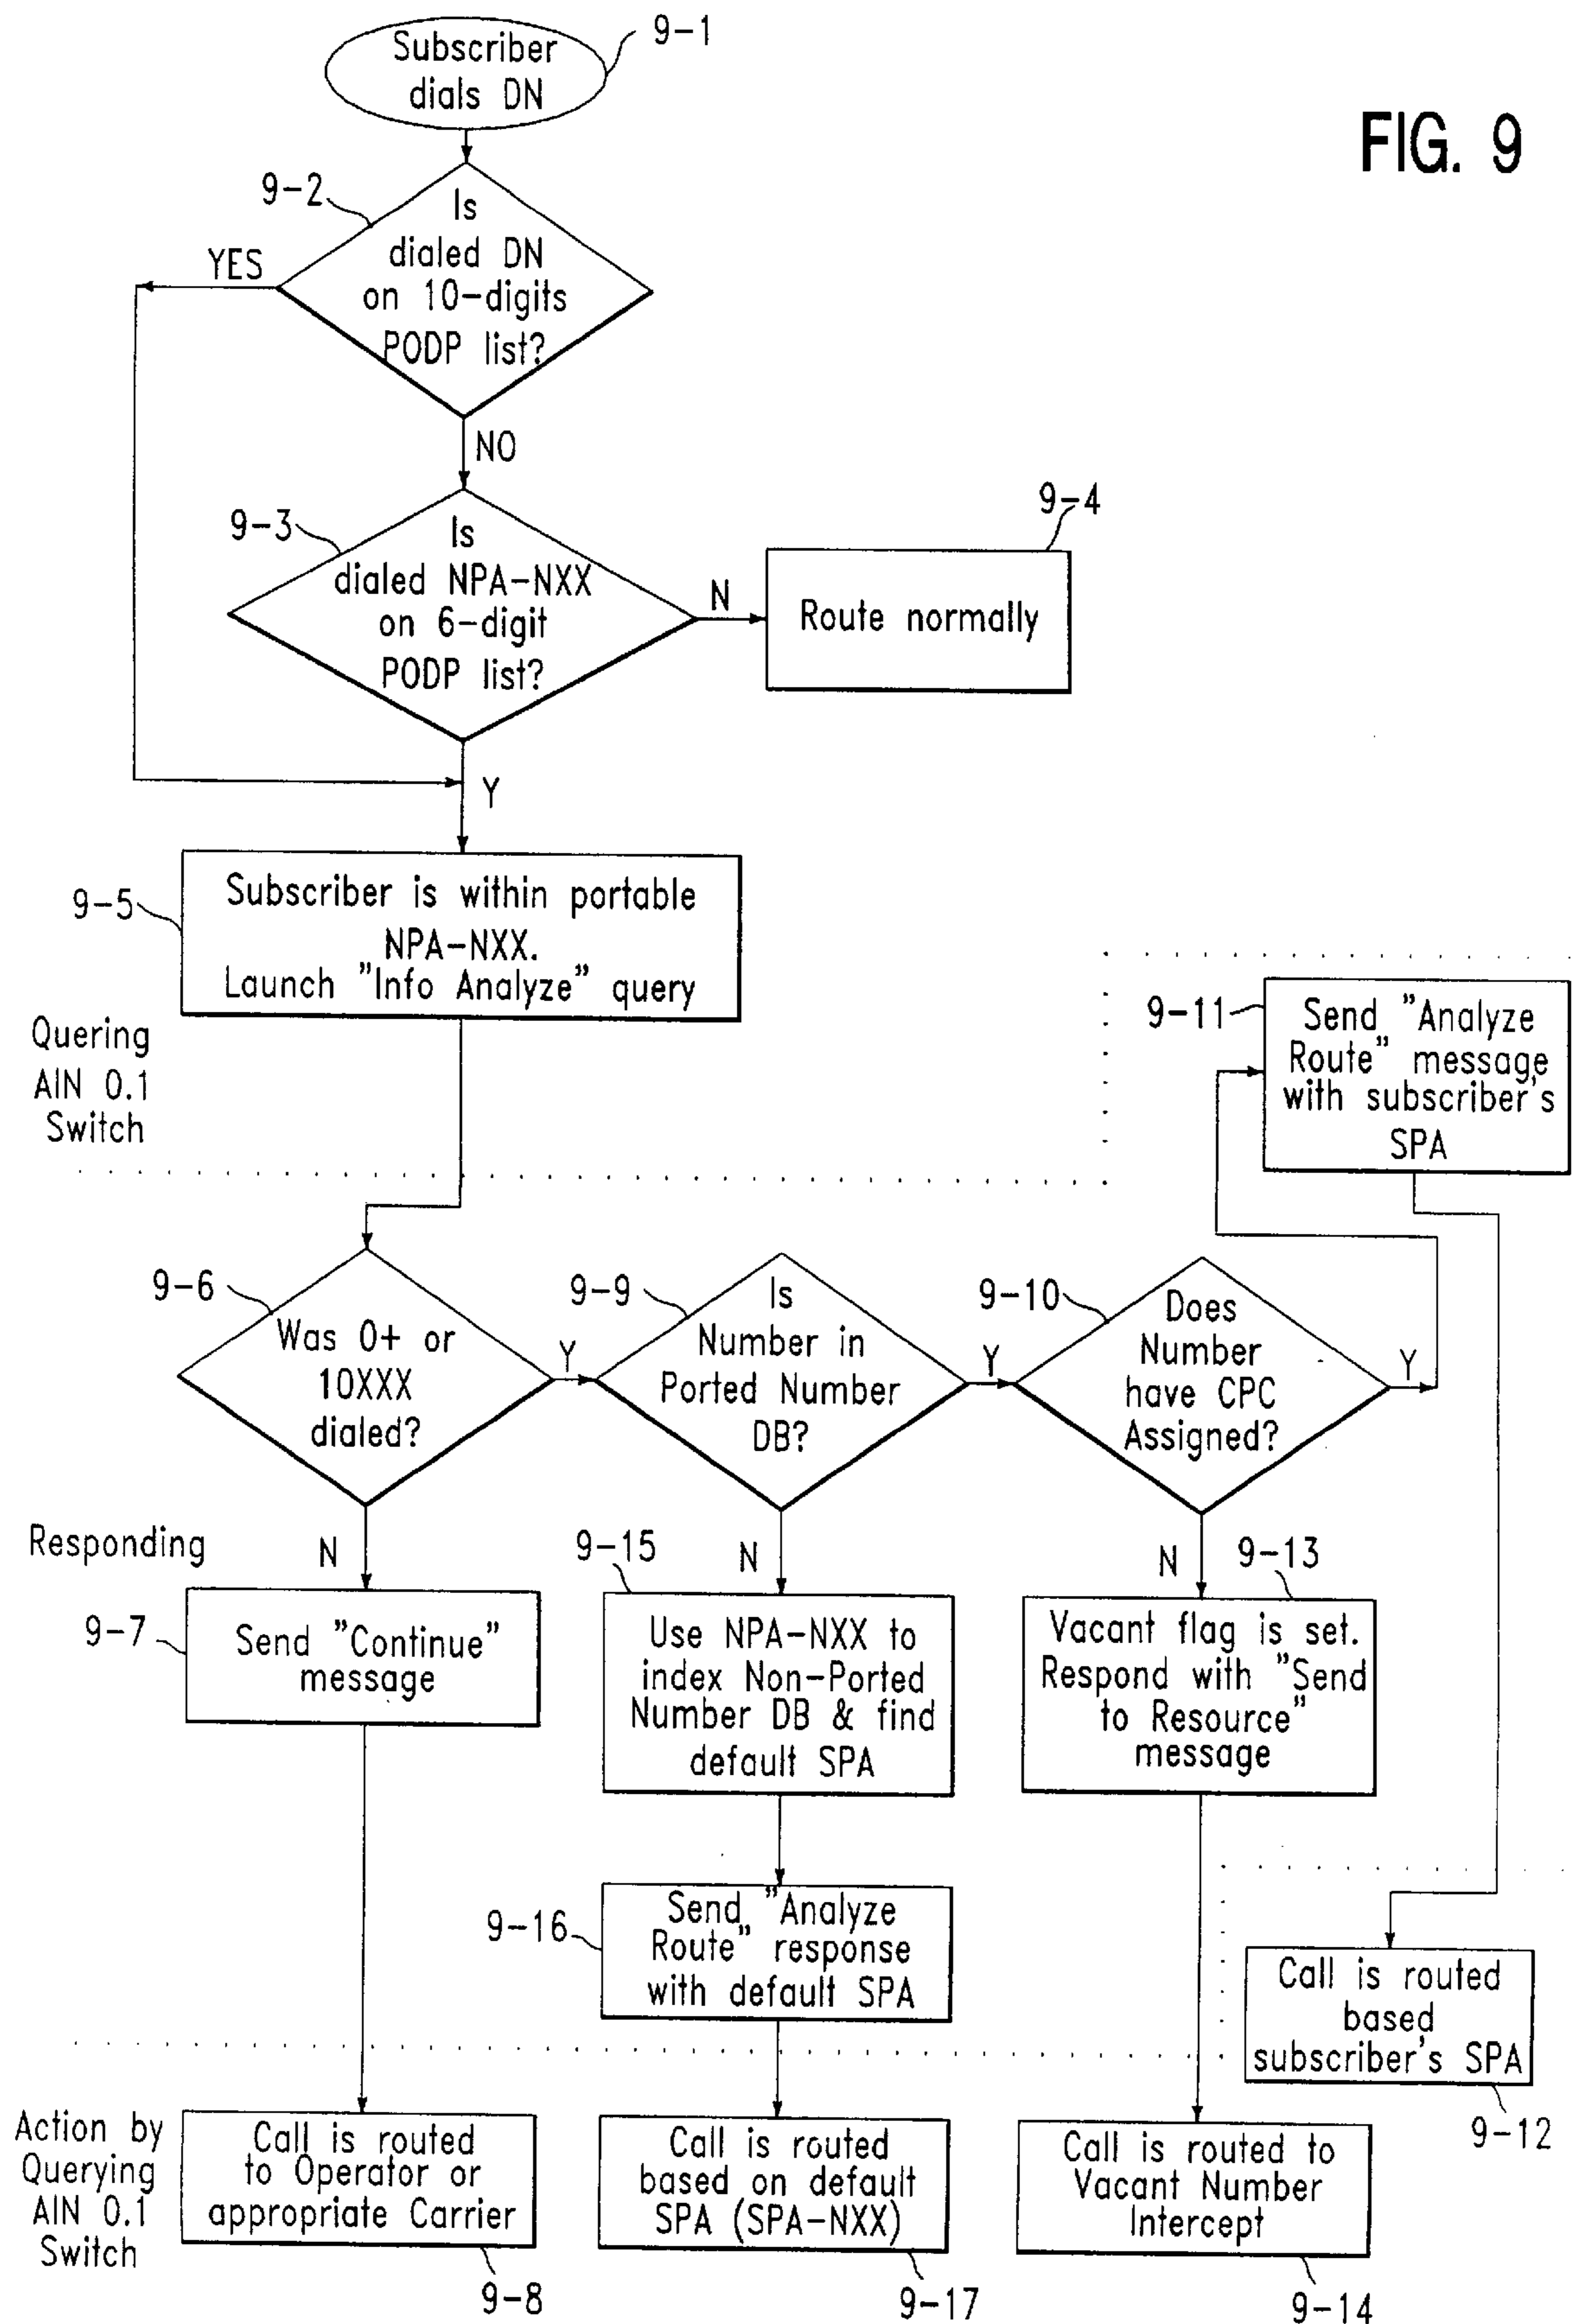 FIG. 9
Subscriber
dials DN
9-1
9-2
Is
dialed DN
on 10-digits
PODP list?
YES
NO
9-3
Is
dialed NPA-NXX
on 6-digit
PODP list?
N
9-4
Route normally
Y
9-5
Subscriber is within portable
NPA-NXX.
Launch "Info Analyze" query
Quering
AIN 0.1
Switch
9-11
Send "Analyze
Route" message
with subscriber's
SPA
9-6
Was 0+ or
10XXX
dialed?
Y
9-9
Is
Number in
Ported Number
DB?
Y
9-10
Does
Number
have CPC
Assigned?
Y
Responding
N
9-7
Send "Continue"
message
9-15
N
Use NPA-NXX to
index Non-Ported
Number DB & find
default SPA
N
9-13
Vacant flag is set.
Respond with "Send
to Resource"
message
9-16
Send "Analyze
Route" response
with default SPA
Call is routed
based
subscriber's SPA
9-12
Action by
Querying
AIN 0.1
Switch
Call is routed
to Operator or
appropriate Carrier
9-8
Call is routed
based on default
SPA (SPA-NXX)
9-17
Call is routed to
Vacant Number
Intercept
9-14